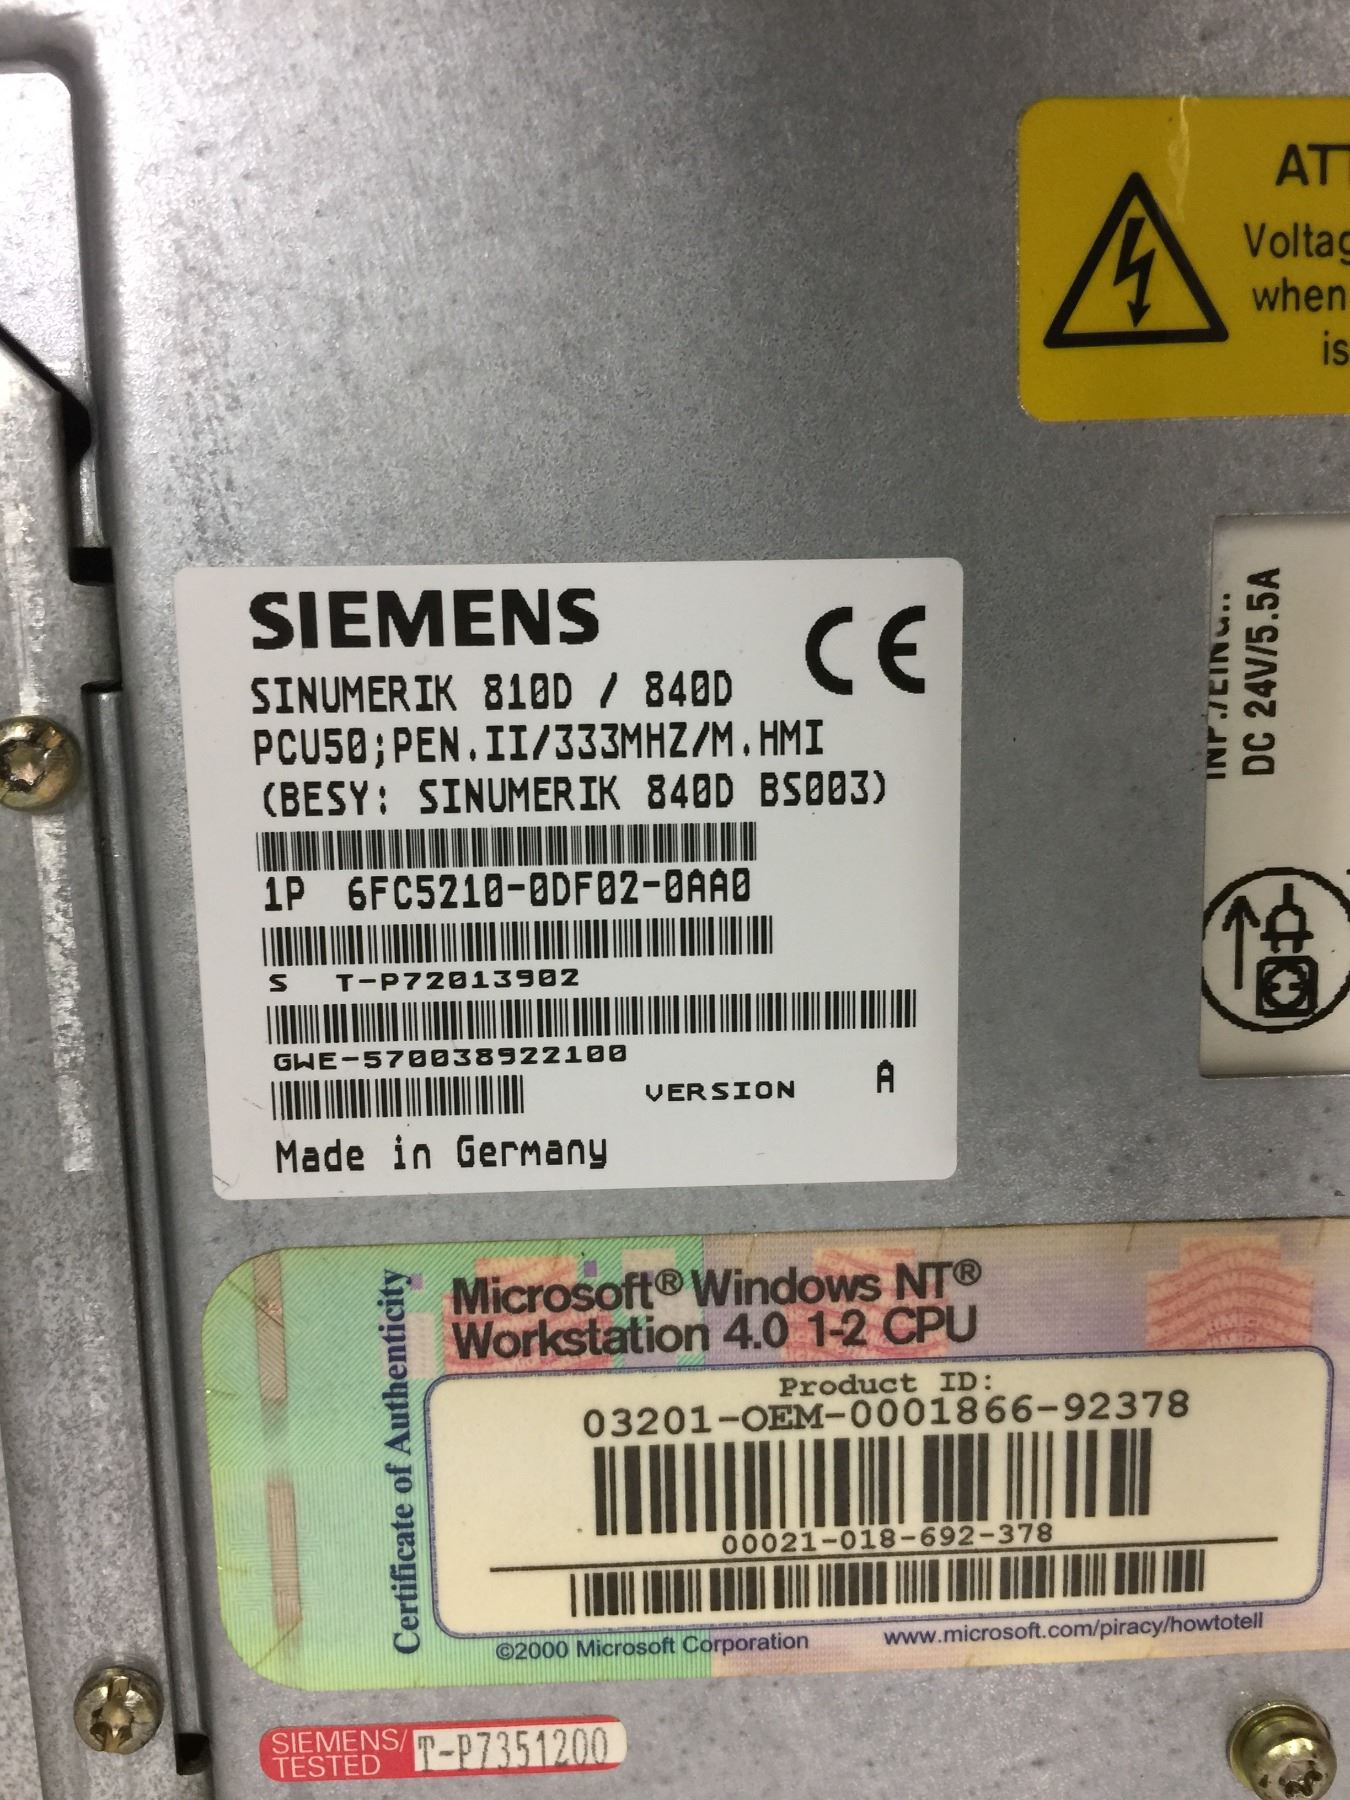 ATT
Voltag
when
is
SIEMENS
CE
SINUMERIK 810D / 840D
PCU50;PEN.II/333MHZ/M.HMI
(BESY: SINUMERIK 840D BS003)
1P 6FC5210-0DF02-0AA0
S T-P72013902
GWE-570038922100
VERSION A
Made in Germany
DC 24V/5.5A
Certificate of Authenticity
Microsoft® Windows NT®
Workstation 4.0 1-2 CPU
Product ID:
03201-OEM-0001866-92378
00021-018-692-378
©2000 Microsoft Corporation
www.microsoft.com/piracy/howtotell
SIEMENS/
TESTED
T-P7351200